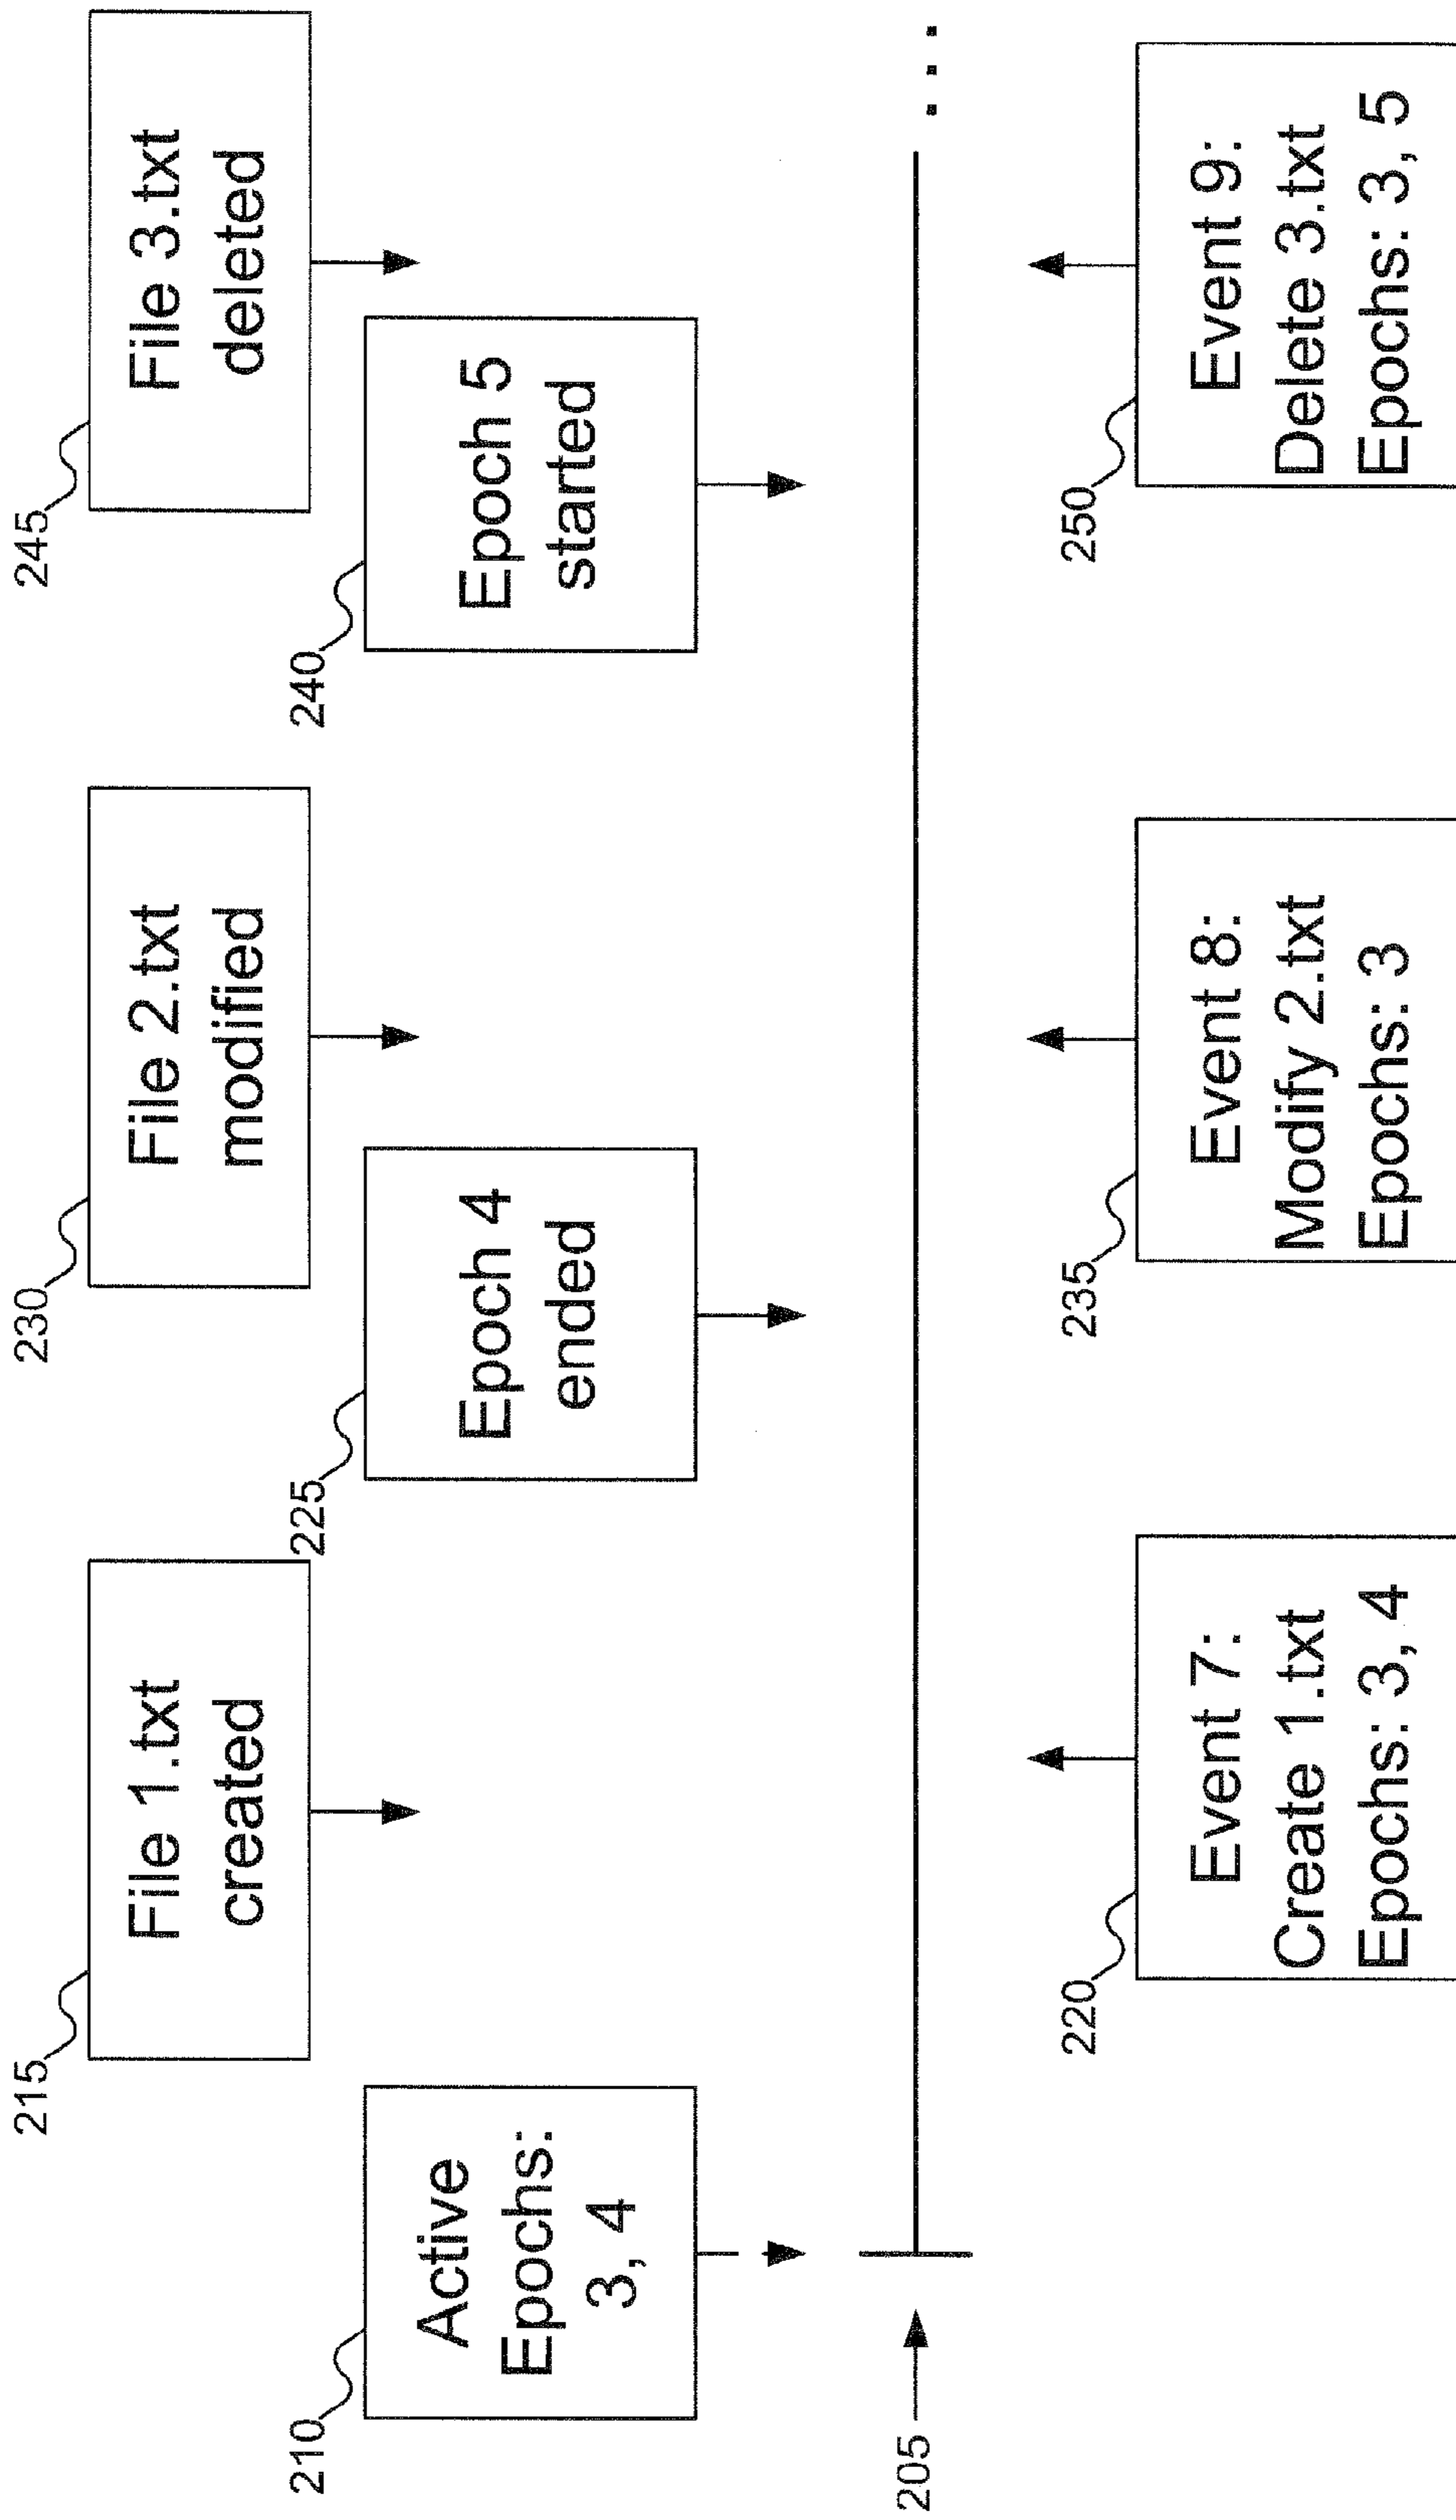 215
File 1.txt
created
230
File 2.txt
modified
245
File 3.txt
deleted
210
Active
Epochs:
3, 4
225
Epoch 4
ended
240
Epoch 5
started
205
...
220
Event 7:
Create 1.txt
Epochs: 3, 4
235
Event 8:
Modify 2.txt
Epochs: 3
250
Event 9:
Delete 3.txt
Epochs: 3, 5